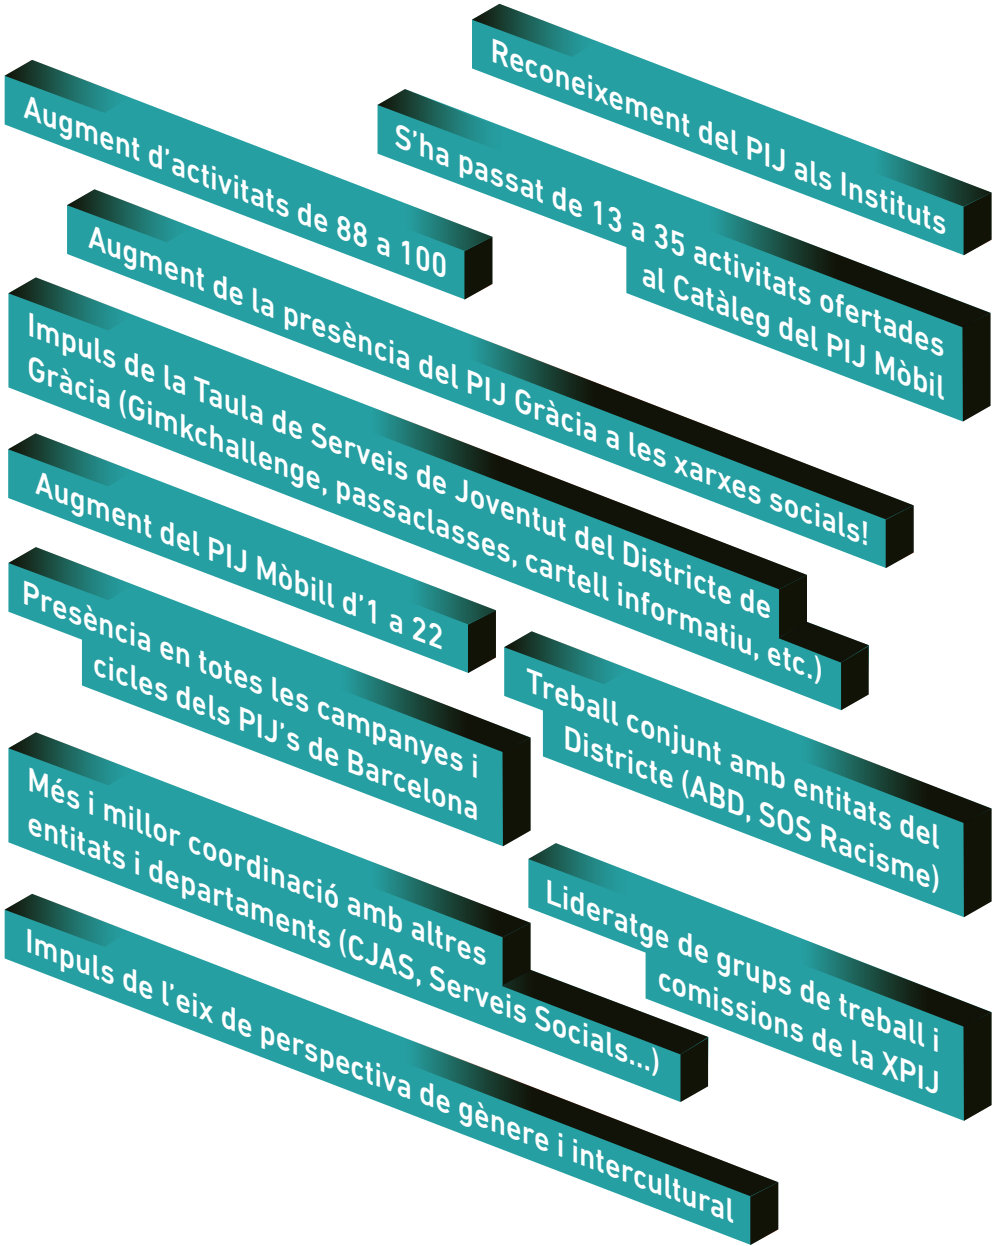 Reconeixement del PIJ als Instituts
Augment d'activitats de 88 a 100
S'ha passat de 13 a 35 activitats ofertades
al Catàleg del PIJ Mòbil
Augment de la presència del PIJ Gràcia a les xarxes socials!
Impuls de la Taula de Serveis de Joventut del Districte de
Gràcia (Gimkchallenge, passaclasses, cartell informatiu, etc.)
Augment del PIJ Mòbill d'1 a 22
Presència en totes les campanyes i
cicles dels PIJ's de Barcelona
Treball conjunt amb entitats del
Districte (ABD, SOS Racisme)
Més i millor coordinació amb altres
entitats i departaments (CJAS, Serveis Socials...)
Lideratge de grups de treball i
comissions de la XPIJ
Impuls de l'eix de perspectiva de gènere i intercultural